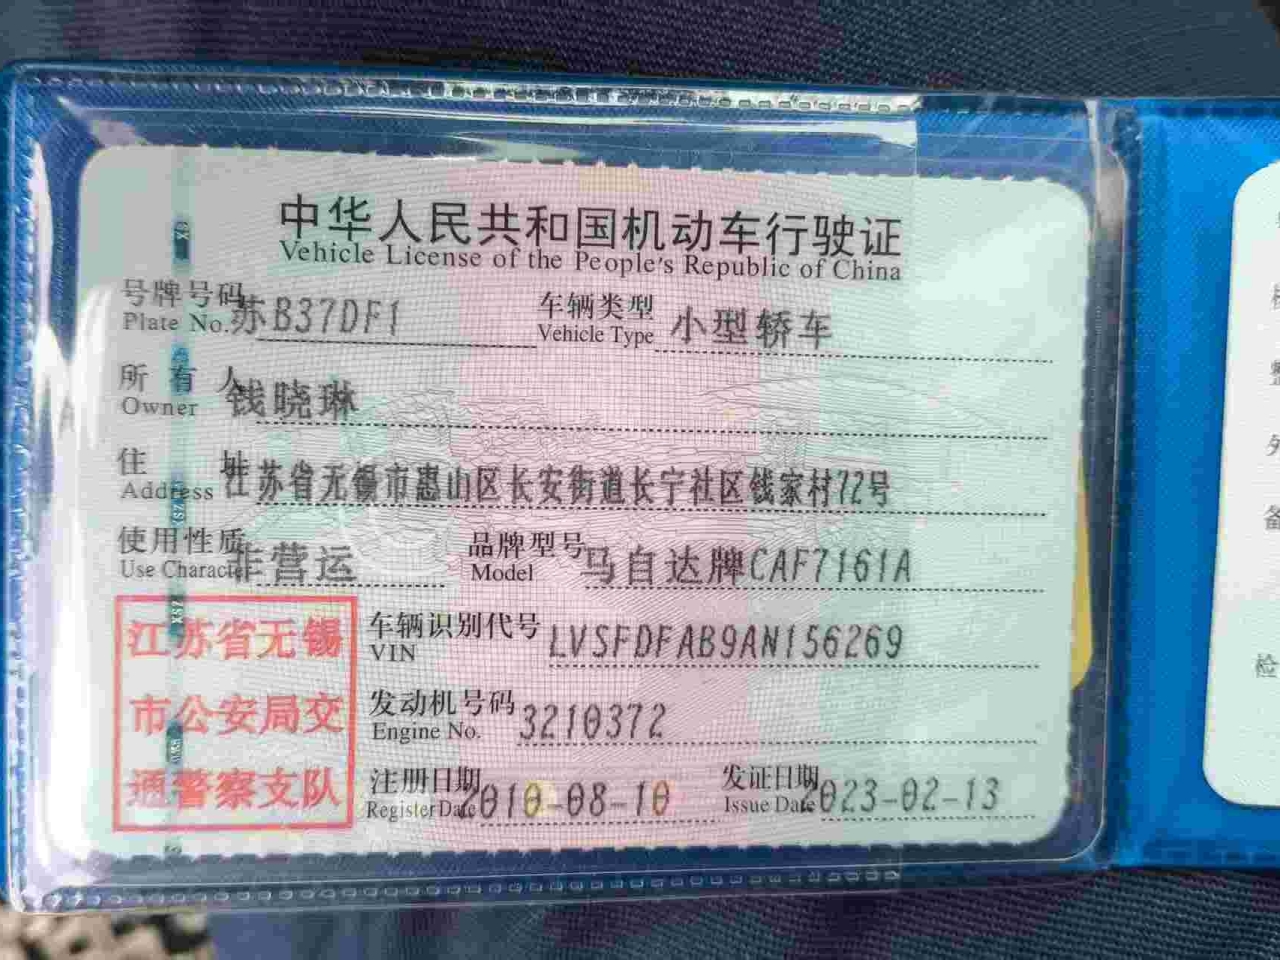 中华人民共和国机动车行驶证
Vehicle License of the People's Republic of China
号牌号码 苏B37DF1 车辆类型 小型轿车
Plate No. Vehicle Type
所有人 钱晓琳
Owner
住址 江苏省无锡市惠山区长安街道长宁社区钱家村72号
Address
使用性质 非营运 品牌型号 马自达牌CAF7161A
Use Character Model
江苏省无锡
市公安局交
通警察支队
车辆识别代号 LVSFDFAB9AN156269
VIN
发动机号码 3210372
Engine No.
注册日期 2010-08-10 发证日期 2023-02-13
Register Date Issue Date
检